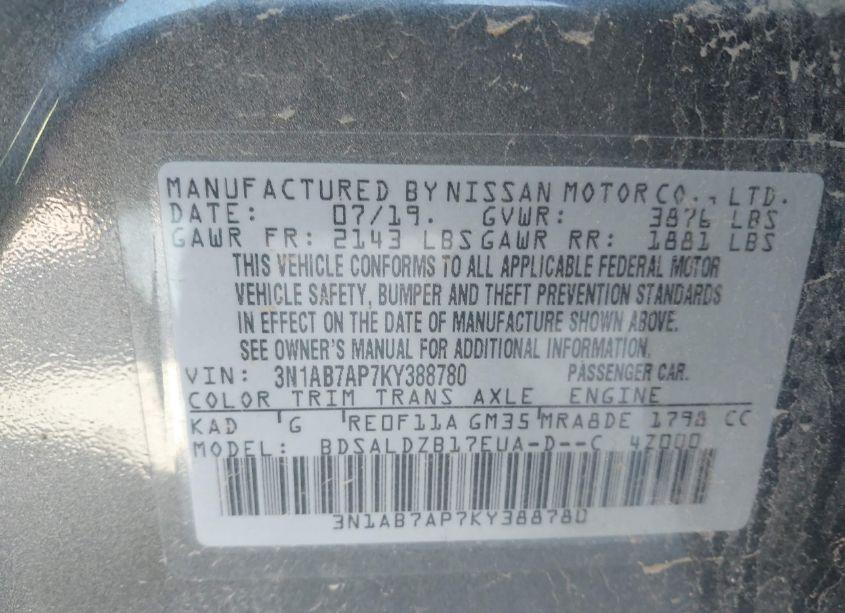 MANUFACTURED BY NISSAN MOTOR CO., LTD.
DATE: 07/19. GVWR: 3876 LBS
GAWR FR: 2143 LBS GAWR RR: 1881 LBS
THIS VEHICLE CONFORMS TO ALL APPLICABLE FEDERAL MOTOR
VEHICLE SAFETY, BUMPER AND THEFT PREVENTION STANDARDS
IN EFFECT ON THE DATE OF MANUFACTURE SHOWN ABOVE.
SEE OWNER'S MANUAL FOR ADDITIONAL INFORMATION.
VIN: 3N1AB7AP7KY388780 PASSENGER CAR.
COLOR TRIM TRANS AXLE ENGINE
KAD G RE0F11A GM35 MRA8DE 1798 CC
MODEL: BDSALDZB17EUA-D--C 4Z000
3N1AB7AP7KY388780